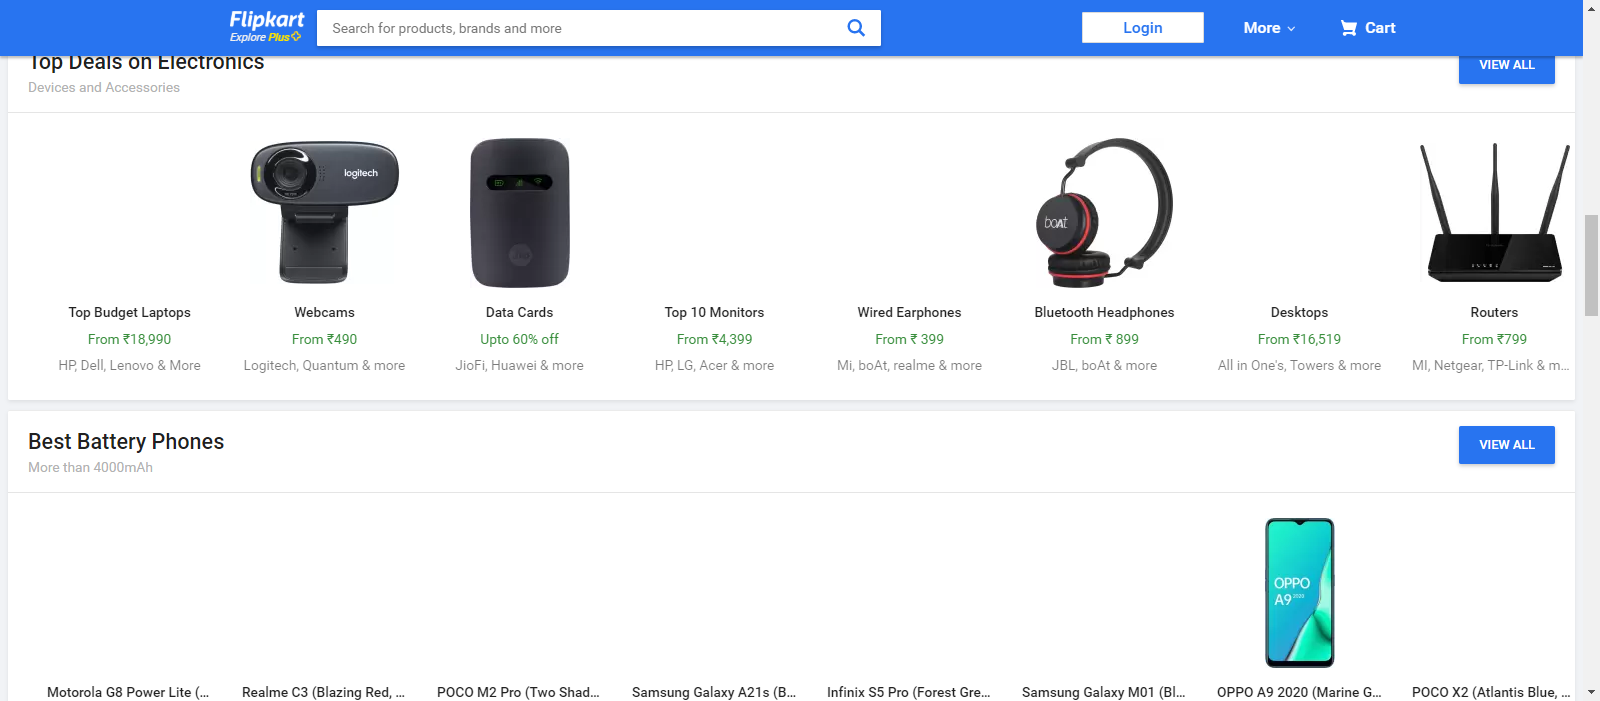 Flipkart
Explore Plus
Search for products, brands and more
Login
More
Cart
Top Deals on Electronics
VIEW ALL
Devices and Accessories
logitech
boAt
Top Budget Laptops
Webcams
Data Cards
Top 10 Monitors
Wired Earphones
Bluetooth Headphones
Desktops
Routers
From ₹18,990
From ₹490
Upto 60% off
From ₹4,399
From ₹ 399
From ₹ 899
From ₹16,519
From ₹799
HP, Dell, Lenovo & More
Logitech, Quantum & more
JioFi, Huawei & more
HP, LG, Acer & more
Mi, boAt, realme & more
JBL, boAt & more
All in One's, Towers & more
MI, Netgear, TP-Link & m...
Best Battery Phones
VIEW ALL
More than 4000mAh
OPPO
A9 2020
Motorola G8 Power Lite (...
Realme C3 (Blazing Red, ...
POCO M2 Pro (Two Shad...
Samsung Galaxy A21s (B...
Infinix S5 Pro (Forest Gre...
Samsung Galaxy M01 (Bl...
OPPO A9 2020 (Marine G...
POCO X2 (Atlantis Blue, ...